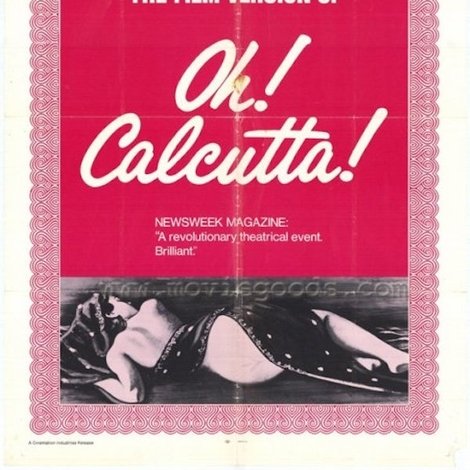 THE FILM VERSION OF
Oh!
Calcutta!
NEWSWEEK MAGAZINE:
"A revolutionary theatrical event.
Brilliant."
www.moviegoods.com
A Cinemation Industries Release